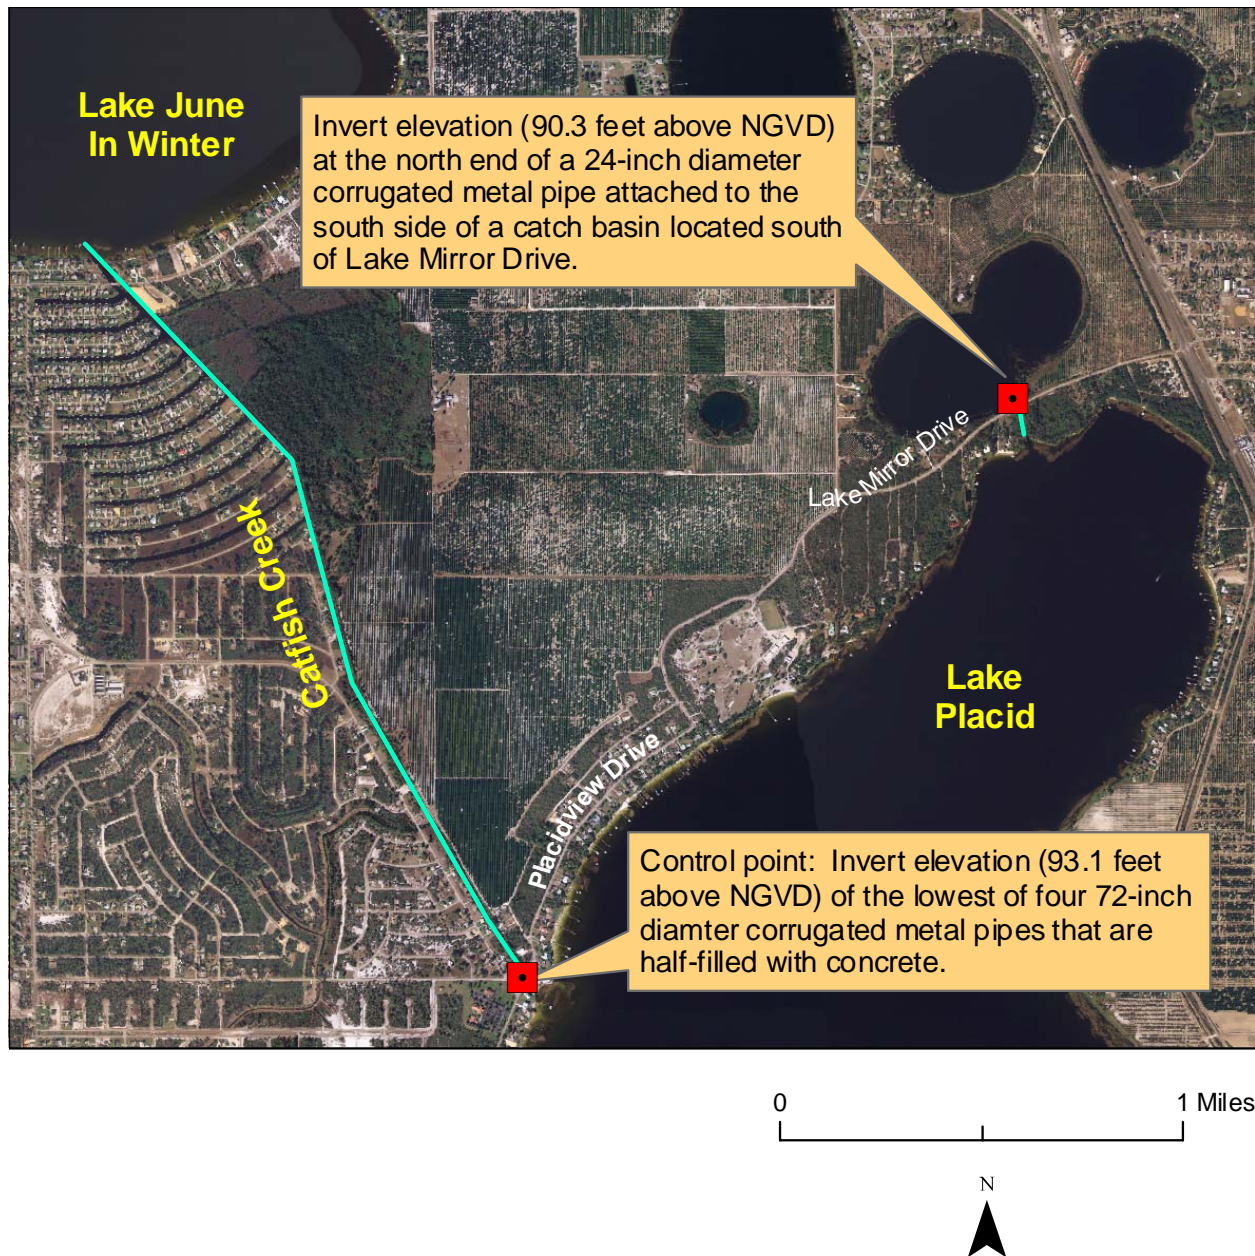 Lake June
In Winter
Invert elevation (90.3 feet above NGVD)
at the north end of a 24-inch diameter
corrugated metal pipe attached to the
south side of a catch basin located south
of Lake Mirror Drive.
Lake Mirror Drive
Catfish Creek
Lake
Placid
Placidview Drive
Control point:  Invert elevation (93.1 feet
above NGVD) of the lowest of four 72-inch
diamter corrugated metal pipes that are
half-filled with concrete.
0
1 Miles
N